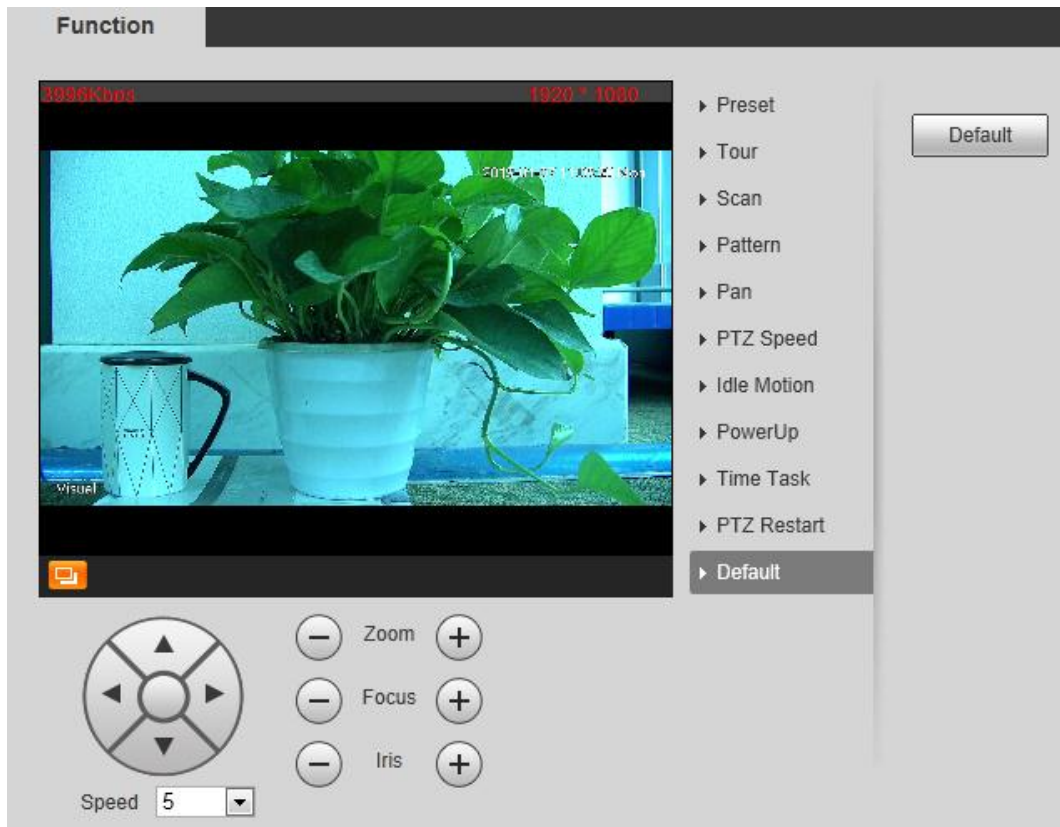 Function
3996Kbps
1920 * 1080
Visuel
Preset
Tour
Scan
Pattern
Pan
PTZ Speed
Idle Motion
PowerUp
Time Task
PTZ Restart
Default
Default
Zoom
Focus
Iris
Speed 5